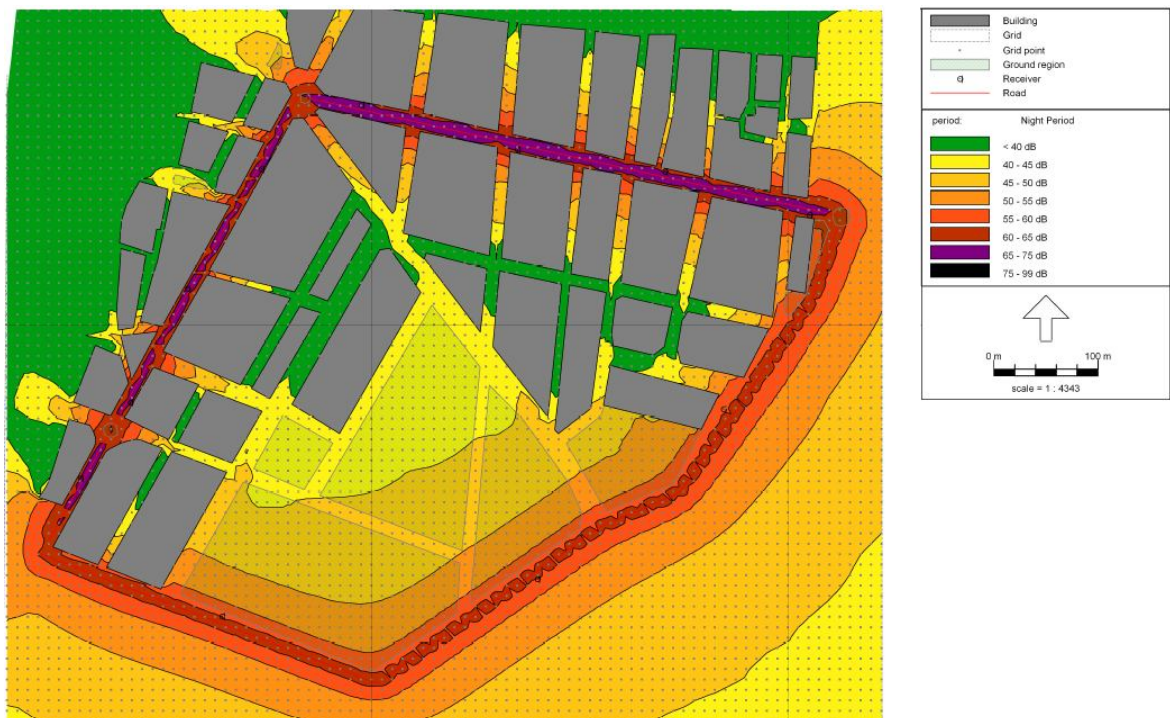 Building
Grid
Grid point
Ground region
Receiver
Road
period: Night Period
< 40 dB
40 - 45 dB
45 - 50 dB
50 - 55 dB
55 - 60 dB
60 - 65 dB
65 - 75 dB
75 - 99 dB
0 m 100 m
scale = 1 : 4343